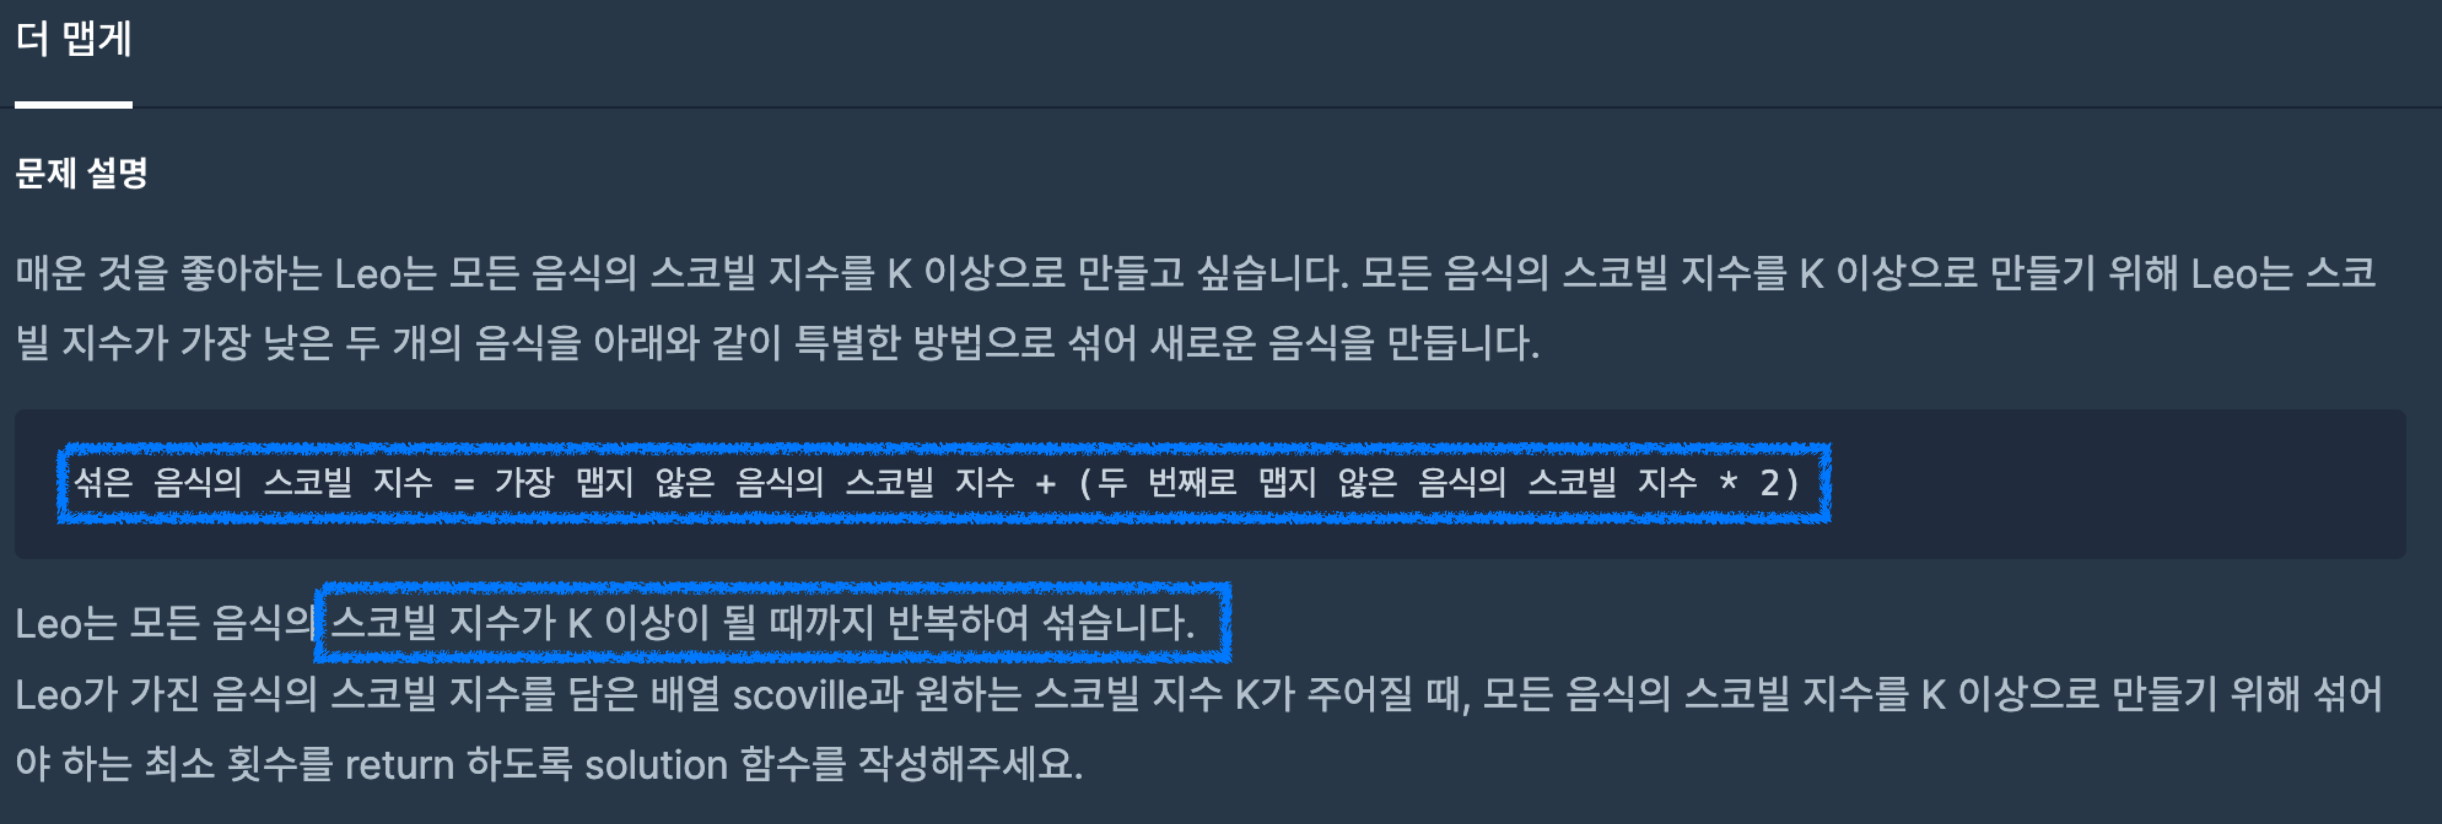 더 맵게
문제 설명
매운 것을 좋아하는 Leo는 모든 음식의 스코빌 지수를 K 이상으로 만들고 싶습니다. 모든 음식의 스코빌 지수를 K 이상으로 만들기 위해 Leo는 스코
빌 지수가 가장 낮은 두 개의 음식을 아래와 같이 특별한 방법으로 섞어 새로운 음식을 만듭니다.
섞은 음식의 스코빌 지수 = 가장 맵지 않은 음식의 스코빌 지수 + (두 번째로 맵지 않은 음식의 스코빌 지수 * 2)
Leo는 모든 음식의 스코빌 지수가 K 이상이 될 때까지 반복하여 섞습니다.
Leo가 가진 음식의 스코빌 지수를 담은 배열 scoville과 원하는 스코빌 지수 K가 주어질 때, 모든 음식의 스코빌 지수를 K 이상으로 만들기 위해 섞어
야 하는 최소 횟수를 return 하도록 solution 함수를 작성해주세요.